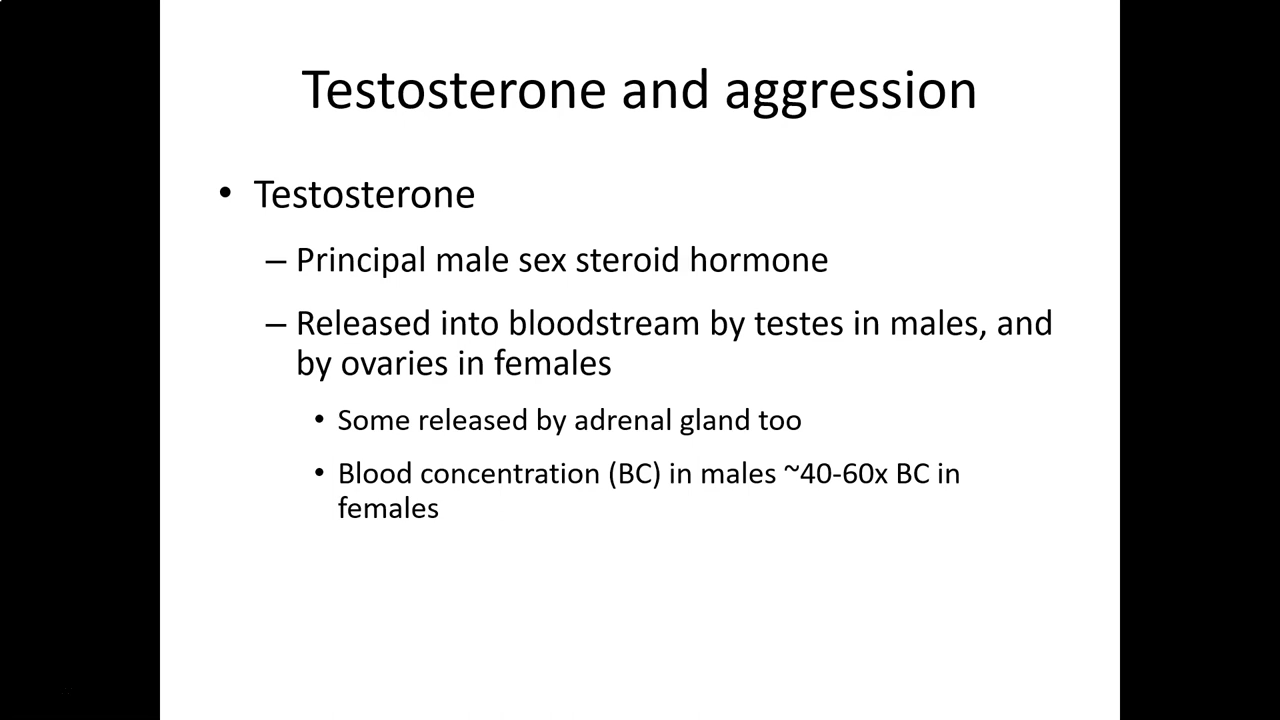 Testosterone and aggression
• Testosterone
– Principal male sex steroid hormone
– Released into bloodstream by testes in males, and
by ovaries in females
• Some released by adrenal gland too
• Blood concentration (BC) in males ~40-60x BC in
females